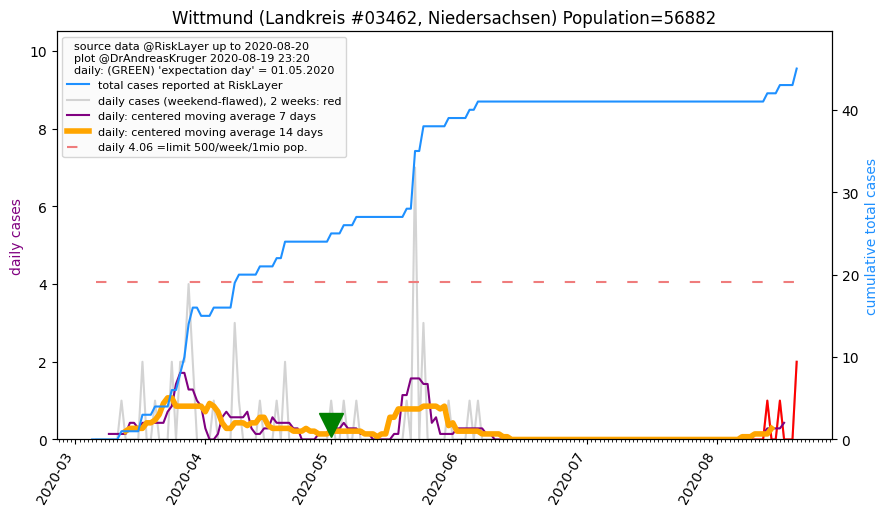 Wittmund (Landkreis #03462, Niedersachsen) Population=56882
source data @RiskLayer up to 2020-08-20
plot @DrAndreasKruger 2020-08-19 23:20
daily: (GREEN) 'expectation day' = 01.05.2020
total cases reported at RiskLayer
daily cases (weekend-flawed), 2 weeks: red
daily: centered moving average 7 days
daily: centered moving average 14 days
daily 4.06 =limit 500/week/1mio pop.
daily cases
10
8
6
4
2
0
cumulative total cases
40
30
20
10
0
2020-03
2020-04
2020-05
2020-06
2020-07
2020-08